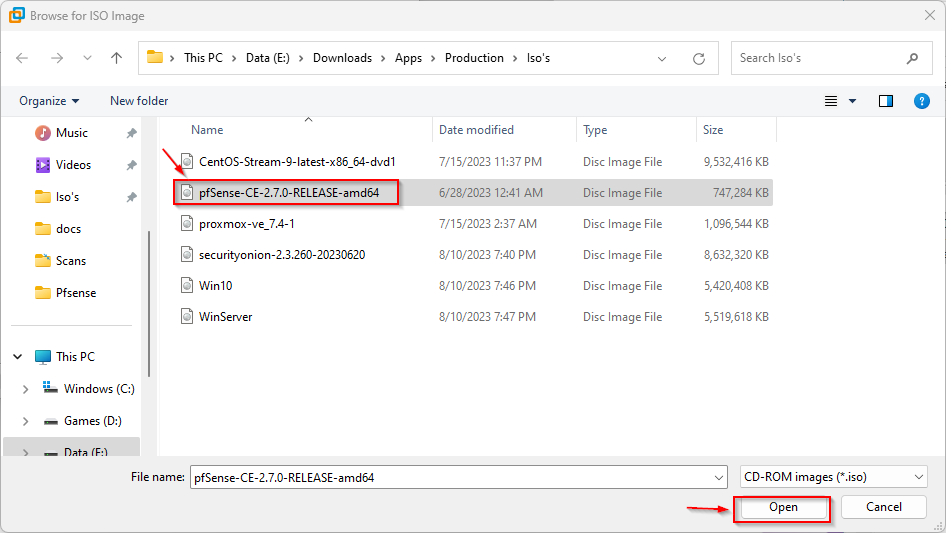 Browse for ISO Image
This PC > Data (E:) > Downloads > Apps > Production > Iso's
Search Iso's
Organize
New folder
Music
Videos
Iso's
docs
Scans
Pfsense
This PC
Windows (C:)
Games (D:)
Data (E:)
Name Date modified Type Size
CentOS-Stream-9-latest-x86_64-dvd1 7/15/2023 11:37 PM Disc Image File 9,532,416 KB
pfSense-CE-2.7.0-RELEASE-amd64 6/28/2023 12:41 AM Disc Image File 747,284 KB
proxmox-ve_7.4-1 7/15/2023 2:37 AM Disc Image File 1,096,544 KB
securityonion-2.3.260-20230620 8/10/2023 7:40 PM Disc Image File 8,632,320 KB
Win10 8/10/2023 7:46 PM Disc Image File 5,420,408 KB
WinServer 8/10/2023 7:47 PM Disc Image File 5,519,618 KB
File name: pfSense-CE-2.7.0-RELEASE-amd64
CD-ROM images (*.iso)
Open
Cancel